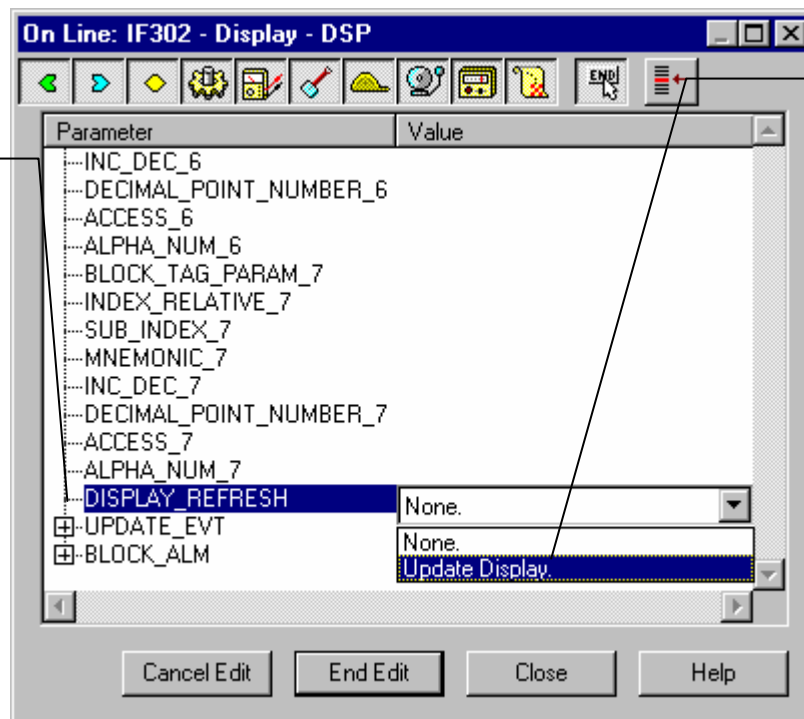 On Line: IF302 - Display - DSP
END
Parameter Value
INC_DEC_6
DECIMAL_POINT_NUMBER_6
ACCESS_6
ALPHA_NUM_6
BLOCK_TAG_PARAM_7
INDEX_RELATIVE_7
SUB_INDEX_7
MNEMONIC_7
INC_DEC_7
DECIMAL_POINT_NUMBER_7
ACCESS_7
ALPHA_NUM_7
DISPLAY_REFRESH None.
UPDATE_EVT None.
BLOCK_ALM Update Display.
Cancel Edit End Edit Close Help